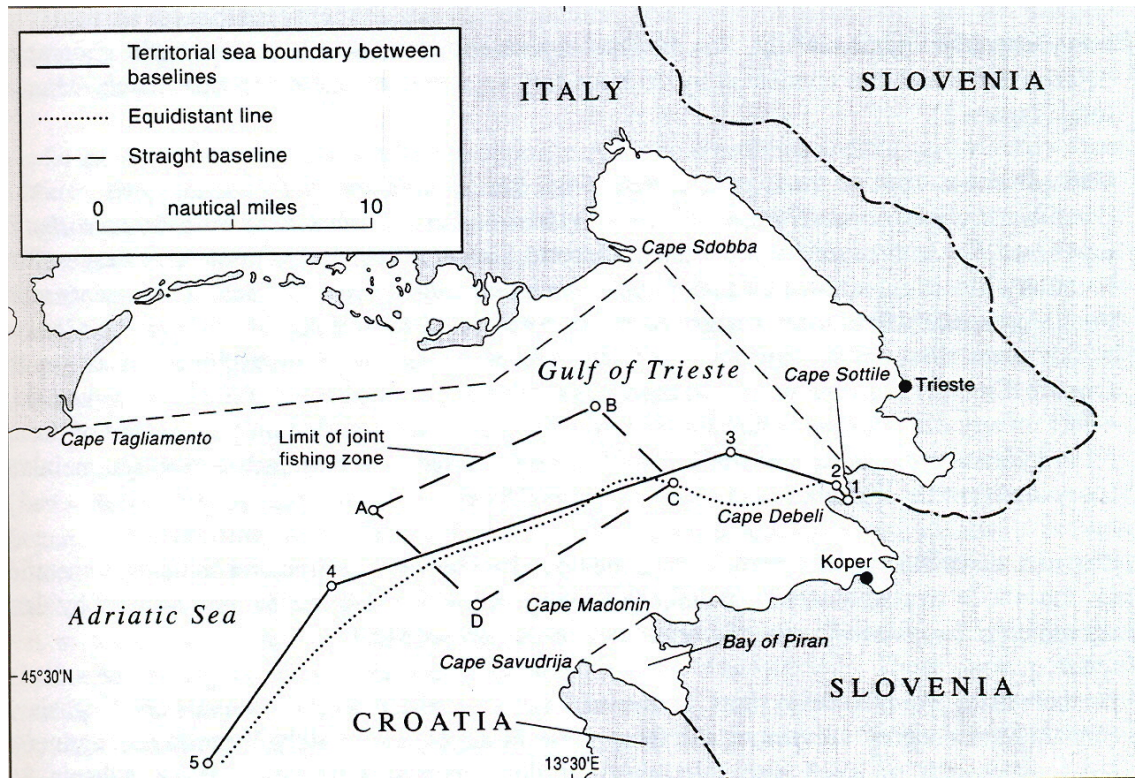 Territorial sea boundary between
baselines
Equidistant line
Straight baseline
0 nautical miles 10
ITALY
SLOVENIA
Cape Sdobba
Gulf of Trieste
Cape Sottile
Trieste
Cape Tagliamento
Limit of joint
fishing zone
B
3
2
1
A
C
Cape Debeli
4
Koper
D
Cape Madonin
Adriatic Sea
Bay of Piran
Cape Savudrija
45°30'N
SLOVENIA
CROATIA
5
13°30'E